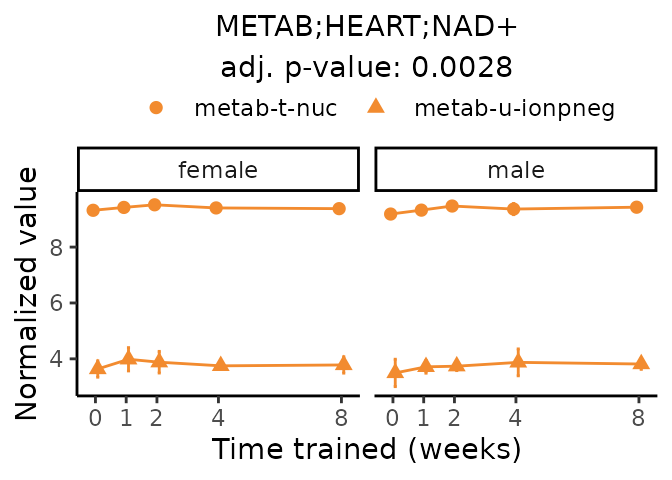 METAB;HEART;NAD+
adj. p-value: 0.0028
metab-t-nuc metab-u-ionpneg
female male
Normalized value
8
6
4
0 1 2 4 8 0 1 2 4 8
Time trained (weeks)